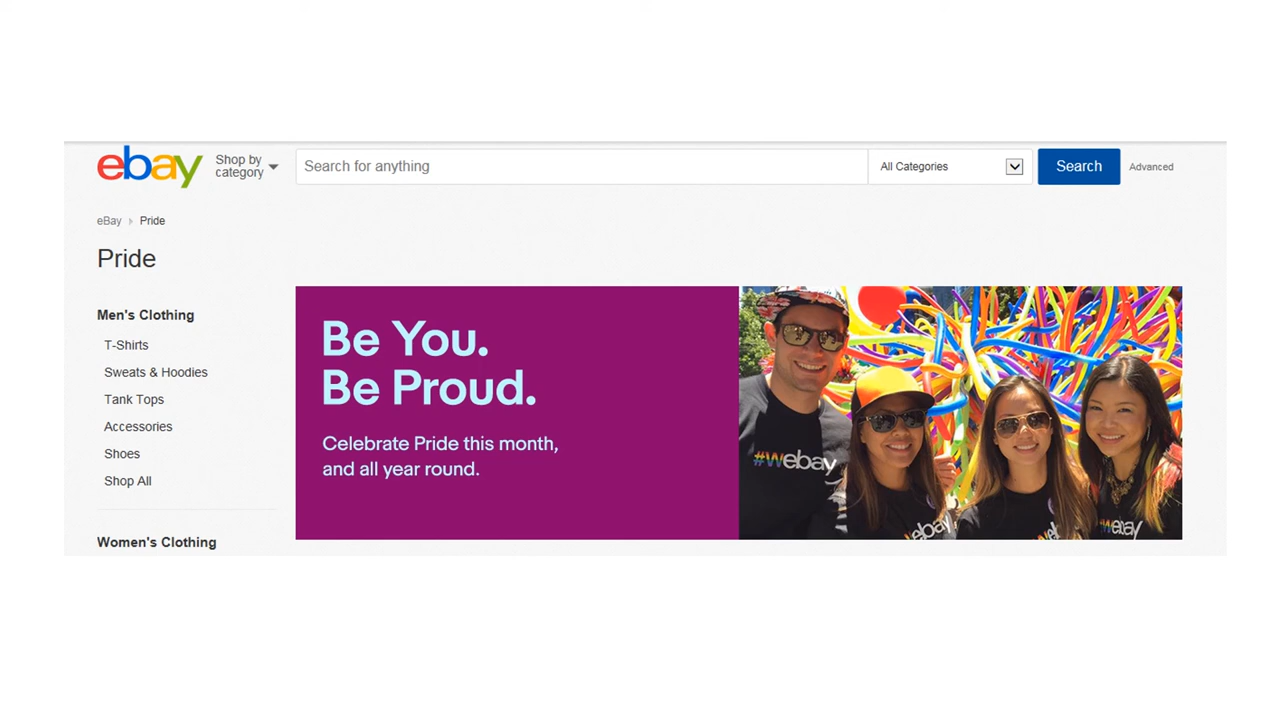 ebay
Shop by
category
Search for anything
All Categories
Search
Advanced
eBay
Pride
Pride
Men's Clothing
T-Shirts
Sweats & Hoodies
Tank Tops
Accessories
Shoes
Shop All
Women's Clothing
Be You.
Be Proud.
Celebrate Pride this month,
and all year round.
#webay
webay
#webay